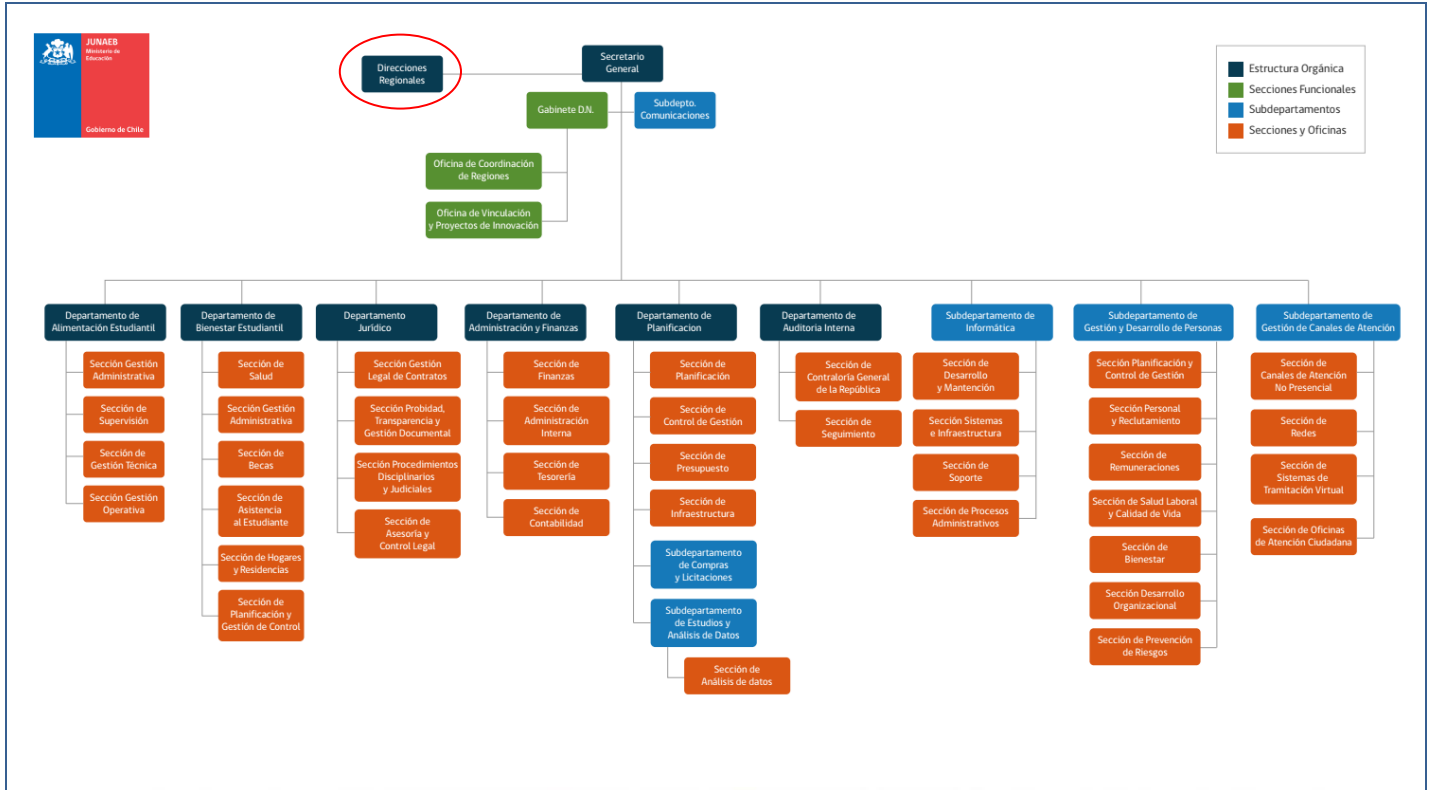 JUNAEB
Ministerio de
Educación
Gobierno de Chile
Direcciones
Regionales
Secretario
General
Gabinete D.N.
Subdepto.
Comunicaciones
Oficina de Coordinación
de Regiones
Oficina de Vinculación
y Proyectos de Innovación
Estructura Orgánica
Secciones Funcionales
Subdepartamentos
Secciones y Oficinas
Departamento de
Alimentación Estudiantil
Sección Gestión
Administrativa
Sección de
Supervisión
Sección de
Gestión Técnica
Sección Gestión
Operativa
Departamento de
Bienestar Estudiantil
Sección de
Salud
Sección Gestión
Administrativa
Sección de
Becas
Sección de
Asistencia
al Estudiante
Sección de Hogares
y Residencias
Sección de
Planificación y
Gestión de Control
Departamento
Jurídico
Sección Gestión
Legal de Contratos
Sección Probidad,
Transparencia y
Gestión Documental
Sección Procedimientos
Disciplinarios
y Judiciales
Sección de
Asesoría y
Control Legal
Departamento de
Administración y Finanzas
Sección de
Finanzas
Sección de
Administración
Interna
Sección de
Tesorería
Sección de
Contabilidad
Departamento de
Planificacion
Sección de
Planificación
Sección de
Control de Gestión
Sección de
Presupuesto
Sección de
Infraestructura
Subdepartamento
de Compras
y Licitaciones
Subdepartamento
de Estudios y
Análisis de Datos
Sección de
Análisis de datos
Departamento de
Auditoria Interna
Sección de
Contraloría General
de la República
Sección de
Seguimiento
Subdepartamento de
Informática
Sección de
Desarrollo
y Mantención
Sección Sistemas
e Infraestructura
Sección de
Soporte
Sección de Procesos
Administrativos
Subdepartamento de
Gestión y Desarrollo de Personas
Sección Planificación y
Control de Gestión
Sección Personal
y Reclutamiento
Sección de
Remuneraciones
Sección de Salud Laboral
y Calidad de Vida
Sección de
Bienestar
Sección Desarrollo
Organizacional
Sección de Prevención
de Riesgos
Subdepartamento de
Gestión de Canales de Atención
Sección de
Canales de Atención
No Presencial
Sección de
Redes
Sección de
Sistemas de
Tramitación Virtual
Sección de Oficinas
de Atención Ciudadana